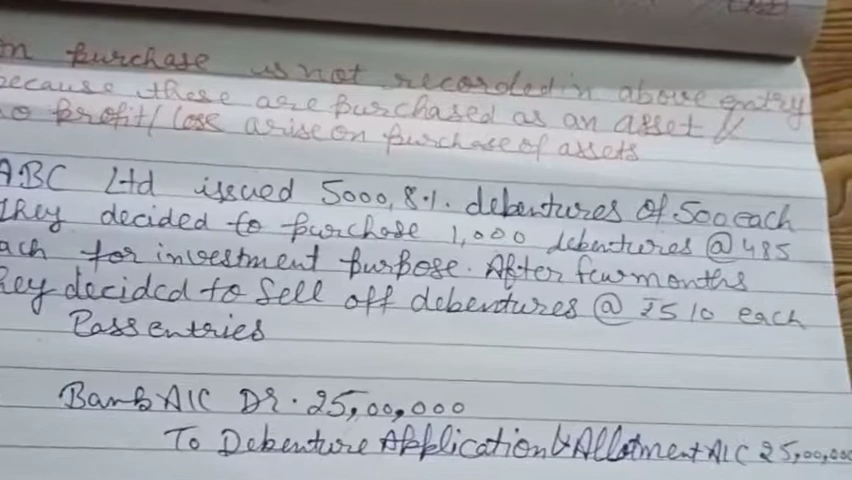 m purchase is not recorded in above entry
because these are purchased as an asset &
no profit/loss arise on purchase of assets
ABC Ltd issued 5000, 8%. debentures of 500 each
They decided to purchase 1,000 debentures @ 485
each for investment purpose. After few months
They decided to sell off debentures @ ₹510 each
Pass entries
Bank A/C Dr. 25,00,000
To Debenture Application & Allotment A/C 25,00,000